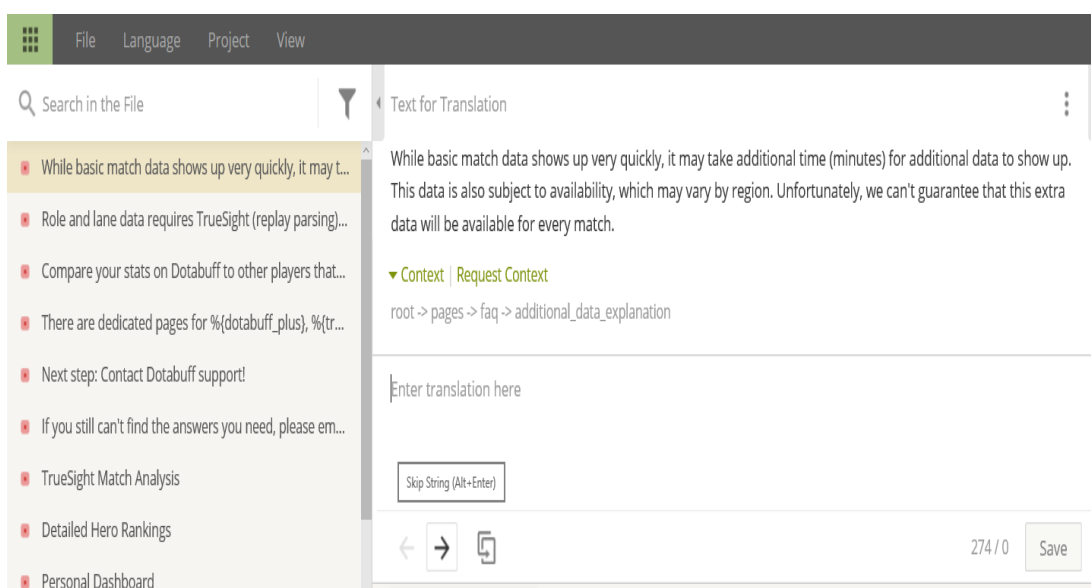 File Language Project View
Search in the File
While basic match data shows up very quickly, it may t...
Role and lane data requires TrueSight (replay parsing)...
Compare your stats on Dotabuff to other players that...
There are dedicated pages for %{dotabuff_plus}, %{tr...
Next step: Contact Dotabuff support!
If you still can't find the answers you need, please em...
TrueSight Match Analysis
Detailed Hero Rankings
Personal Dashboard
Text for Translation
While basic match data shows up very quickly, it may take additional time (minutes) for additional data to show up.
This data is also subject to availability, which may vary by region. Unfortunately, we can't guarantee that this extra
data will be available for every match.
Context | Request Context
root -> pages -> faq -> additional_data_explanation
Enter translation here
Skip String (Alt+Enter)
274 / 0 Save